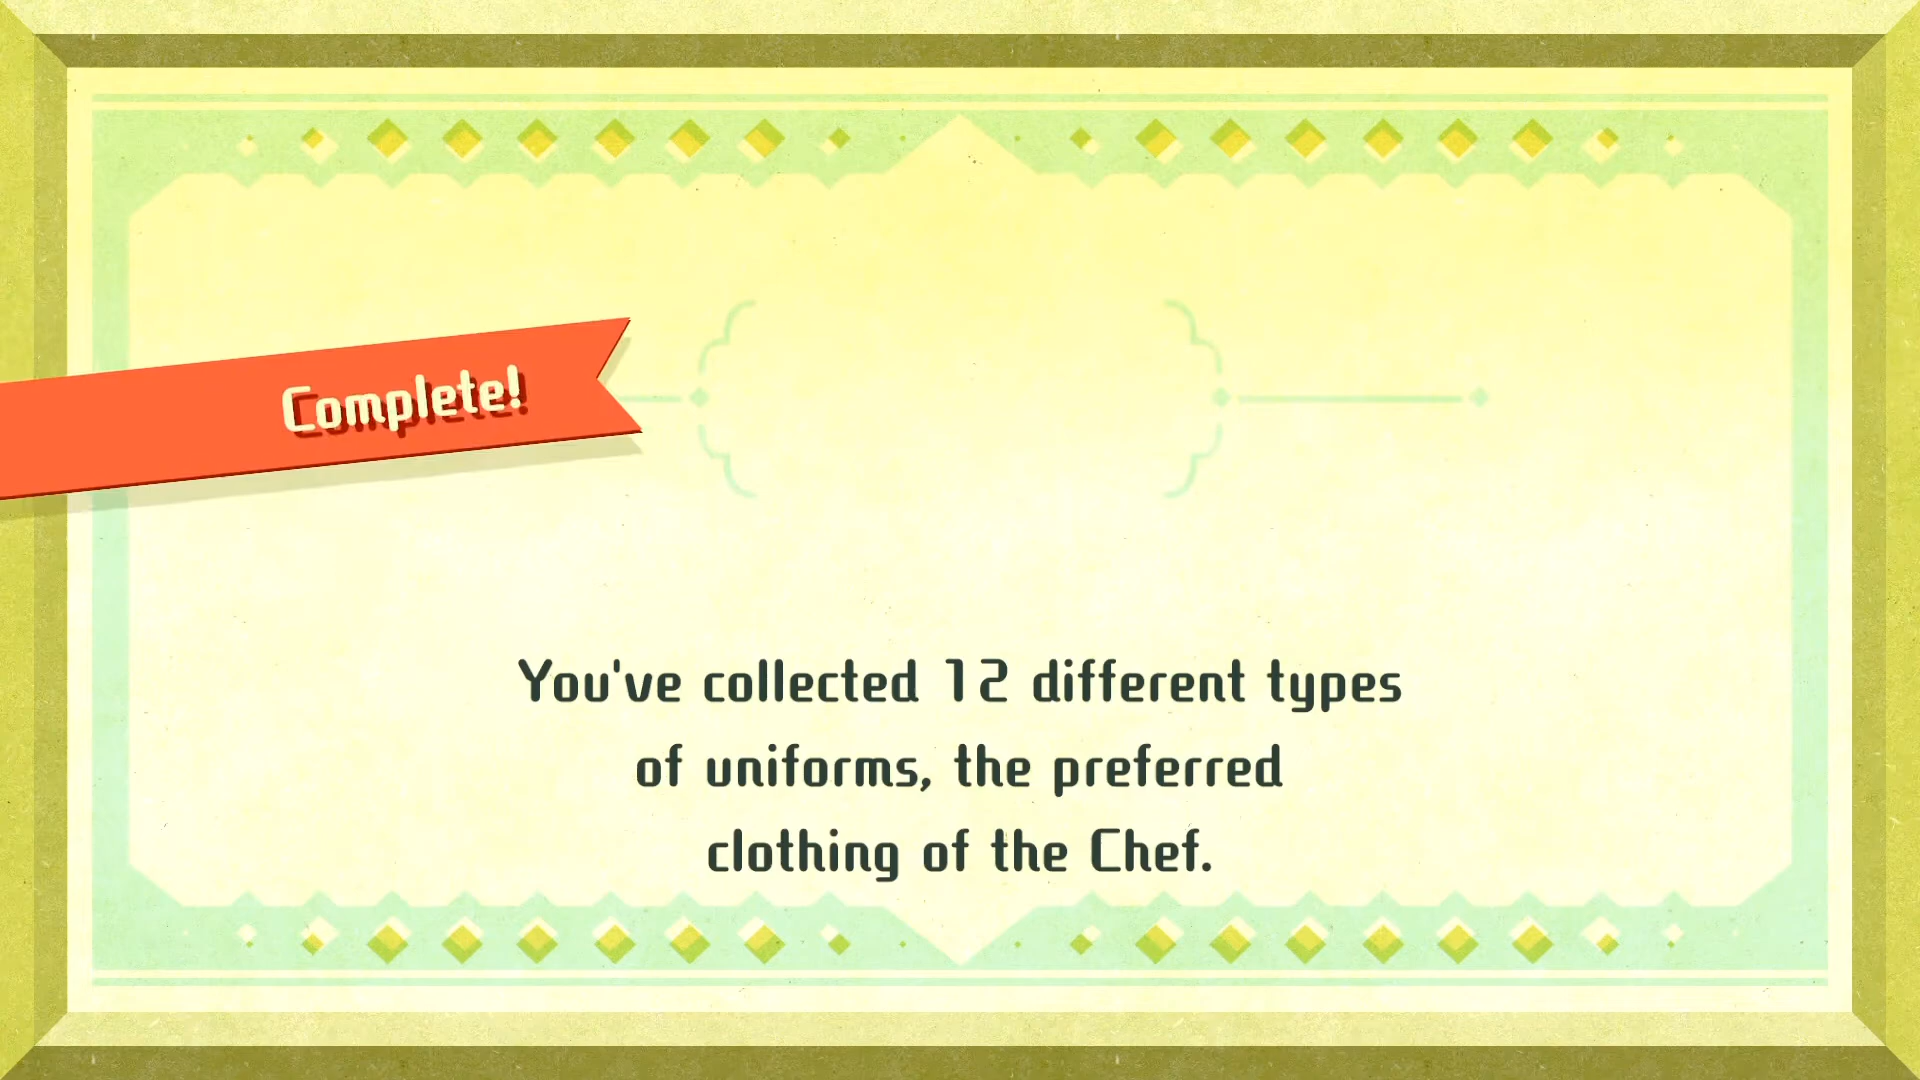 Complete!
You've collected 12 different types
of uniforms, the preferred
clothing of the Chef.